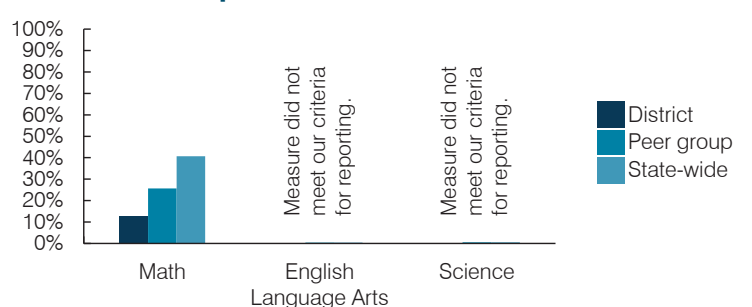 100%
90%
80%
70%
60%
50%
40%
30%
20%
10%
0%
Measure did not
meet our criteria
for reporting.
Measure did not
meet our criteria
for reporting.
Math
English
Language Arts
Science
District
Peer group
State-wide